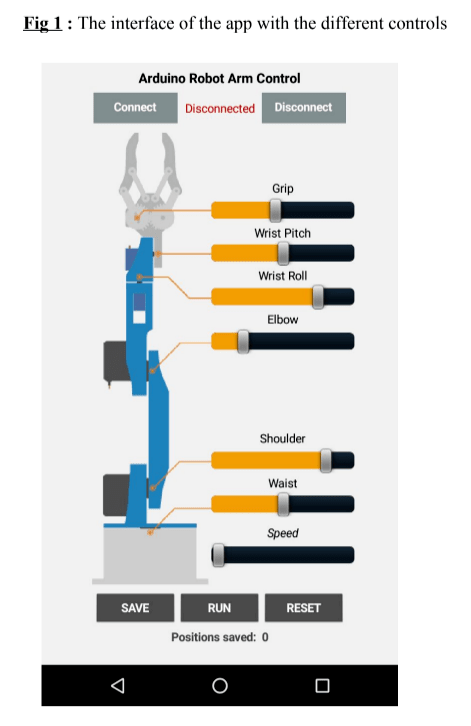 Fig 1 : The interface of the app with the different controls
Arduino Robot Arm Control
Connect Disconnected Disconnect
Grip
Wrist Pitch
Wrist Roll
Elbow
Shoulder
Waist
Speed
SAVE RUN RESET
Positions saved: 0